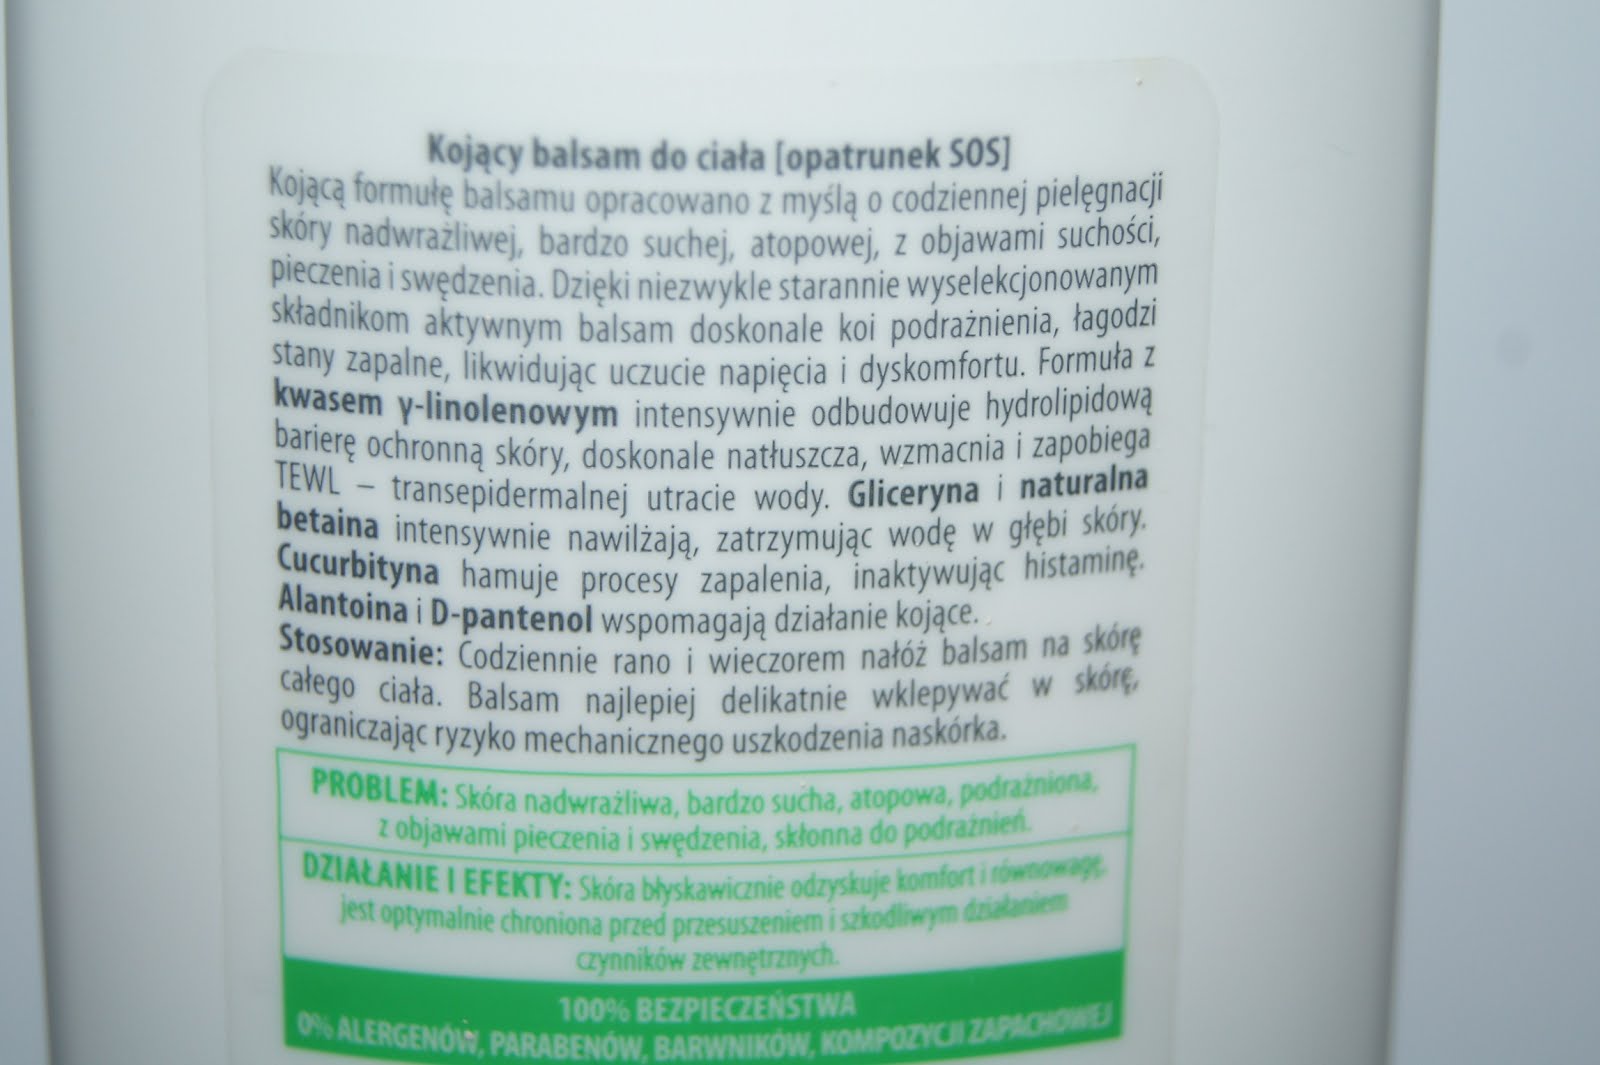 Kojący balsam do ciała [opatrunek SOS]
Kojącą formułę balsamu opracowano z myślą o codziennej pielęgnacji
skóry nadwrażliwej, bardzo suchej, atopowej, z objawami suchości,
pieczenia i swędzenia. Dzięki niezwykle starannie wyselekcjonowanym
składnikom aktywnym balsam doskonale koi podrażnienia, łagodzi
stany zapalne, likwidując uczucie napięcia i dyskomfortu. Formuła z
kwasem γ-linolenowym intensywnie odbudowuje hydrolipidową
barierę ochronną skóry, doskonale natłuszcza, wzmacnia i zapobiega
TEWL – transepidermalnej utracie wody. Gliceryna i naturalna
betaina intensywnie nawilżają, zatrzymując wodę w głębi skóry.
Cucurbityna hamuje procesy zapalenia, inaktywując histaminę.
Alantoina i D-pantenol wspomagają działanie kojące.
Stosowanie: Codziennie rano i wieczorem nałóż balsam na skórę
całego ciała. Balsam najlepiej delikatnie wklepywać w skórę,
ograniczając ryzyko mechanicznego uszkodzenia naskórka.
PROBLEM: Skóra nadwrażliwa, bardzo sucha, atopowa, podrażniona,
z objawami pieczenia i swędzenia, skłonna do podrażnień.
DZIAŁANIE I EFEKTY: Skóra błyskawicznie odzyskuje komfort i równowagę,
jest optymalnie chroniona przed przesuszeniem i szkodliwym działaniem
czynników zewnętrznych.
100% BEZPIECZEŃSTWA
0% ALERGENÓW, PARABENÓW, BARWNIKÓW, KOMPOZYCJI ZAPACHOWEJ